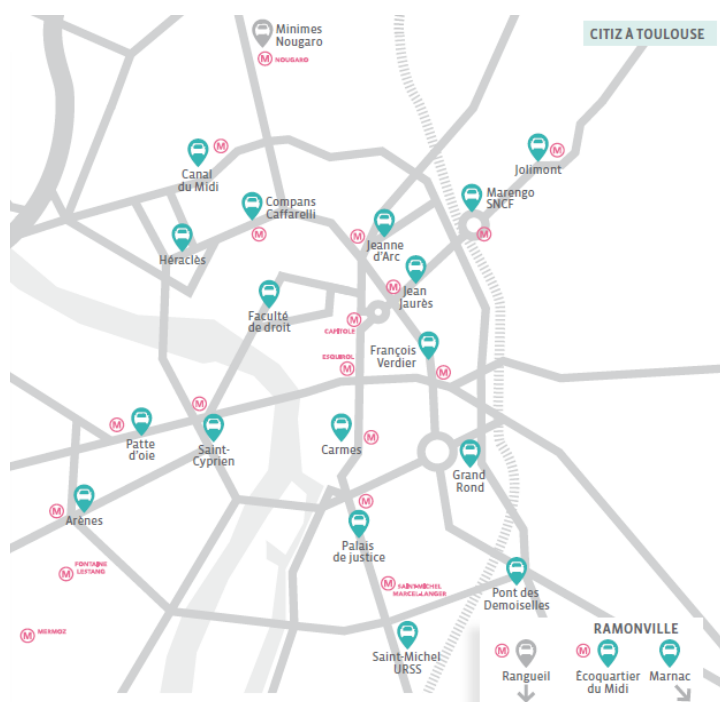 Minimes
Nougaro
M NOUGARO
CITIZ À TOULOUSE
M
Canal
du Midi
M
Jolimont
Marengo
SNCF
M
Compans
Caffarelli
M
Héraclès
M
Jeanne
d'Arc
M
Jean
Jaurès
Faculté
de droit
M
CAPITOLE
François
Verdier
M
ESQUIROL
M
M
M
Patte
d'oie
Saint-
Cyprien
Carmes
M
Grand
Rond
M
Arènes
M
Palais
de justice
M FONTAINE
LESTANG
M SAINT-MICHEL
MARCEL-LANGER
Pont des
Demoiselles
M MERMOZ
Saint-Michel
URSS
RAMONVILLE
M
M
Rangueil
Écoquartier
du Midi
Marnac